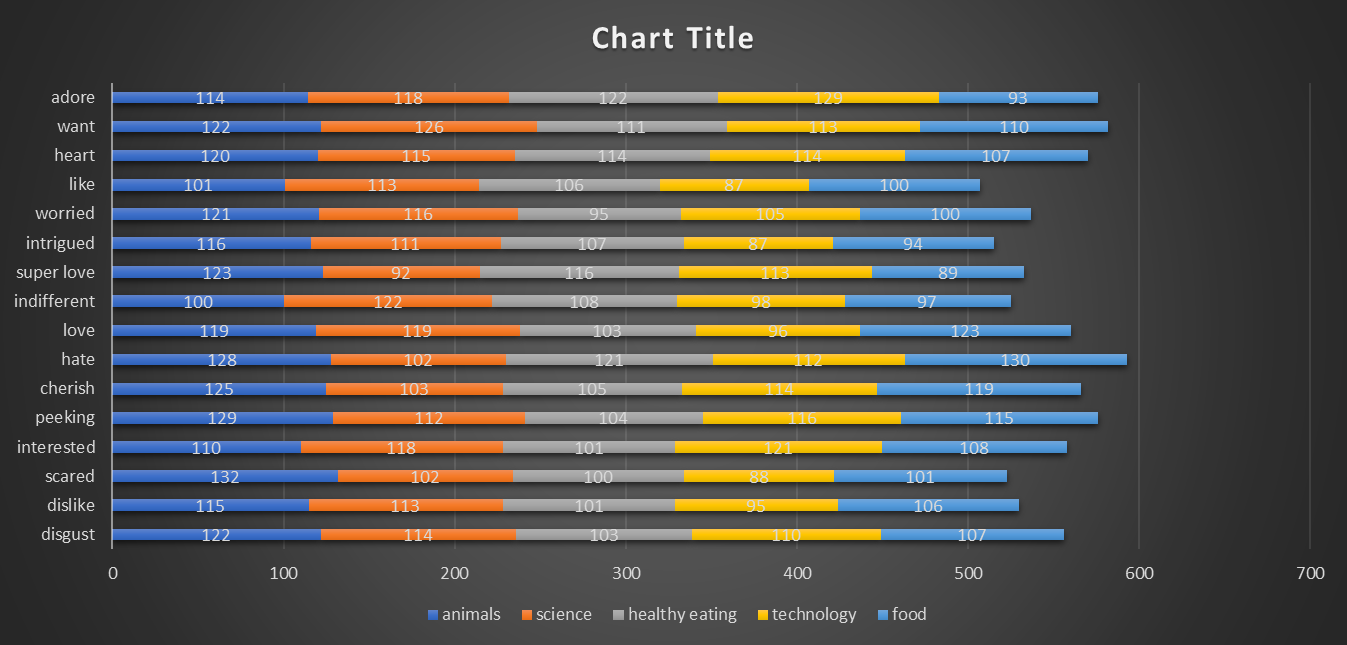 Chart Title
adore 114 118 122 129 93
want 122 126 111 113 110
heart 120 115 114 114 107
like 101 113 106 87 100
worried 121 116 95 105 100
intrigued 116 111 107 87 94
super love 123 92 116 113 89
indifferent 100 122 108 98 97
love 119 119 103 96 123
hate 128 102 121 112 130
cherish 125 103 105 114 119
peeking 129 112 104 116 115
interested 110 118 101 121 108
scared 132 102 100 88 101
dislike 115 113 101 95 106
disgust 122 114 103 110 107
0 100 200 300 400 500 600 700
animals science healthy eating technology food